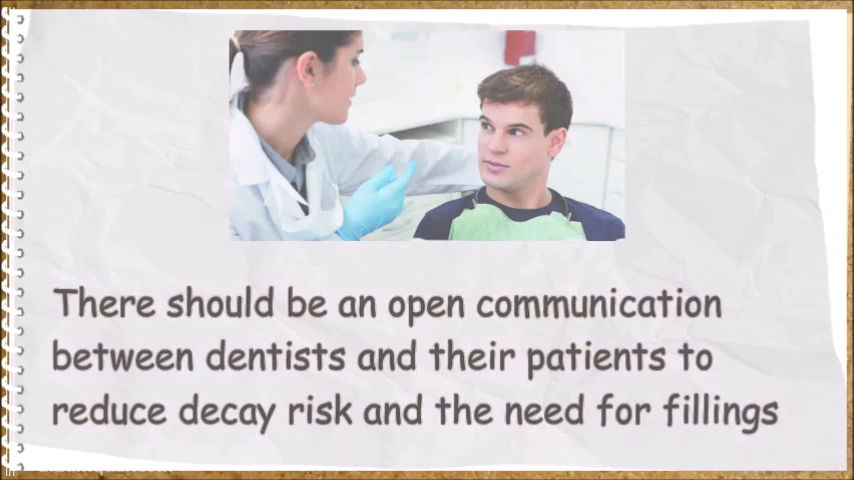 There should be an open communication
between dentists and their patients to
reduce decay risk and the need for fillings